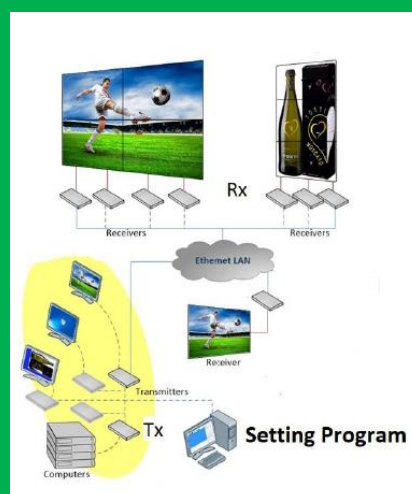 Rx
Receivers
Receivers
Ethernet LAN
Receiver
Transmitters
Tx
Setting Program
Computers